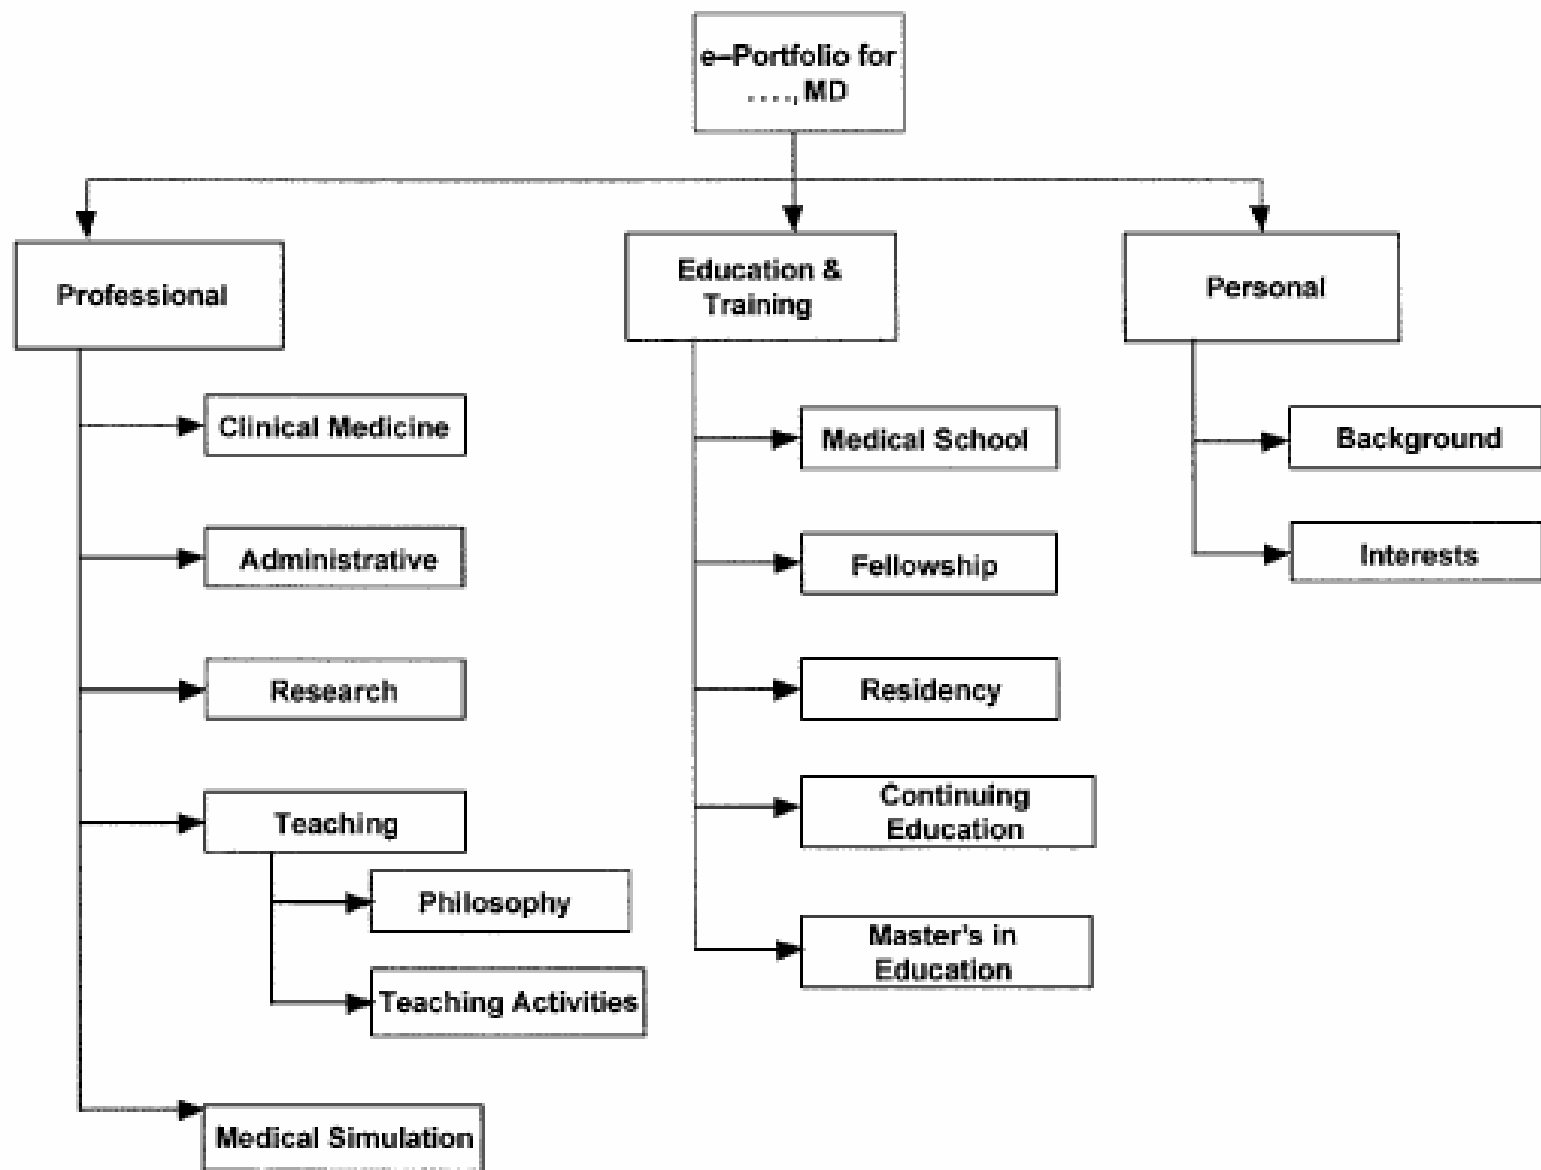 e–Portfolio for
...., MD
Professional
Education &
Training
Personal
Clinical Medicine
Administrative
Research
Teaching
Philosophy
Teaching Activities
Medical Simulation
Medical School
Fellowship
Residency
Continuing
Education
Master's in
Education
Background
Interests